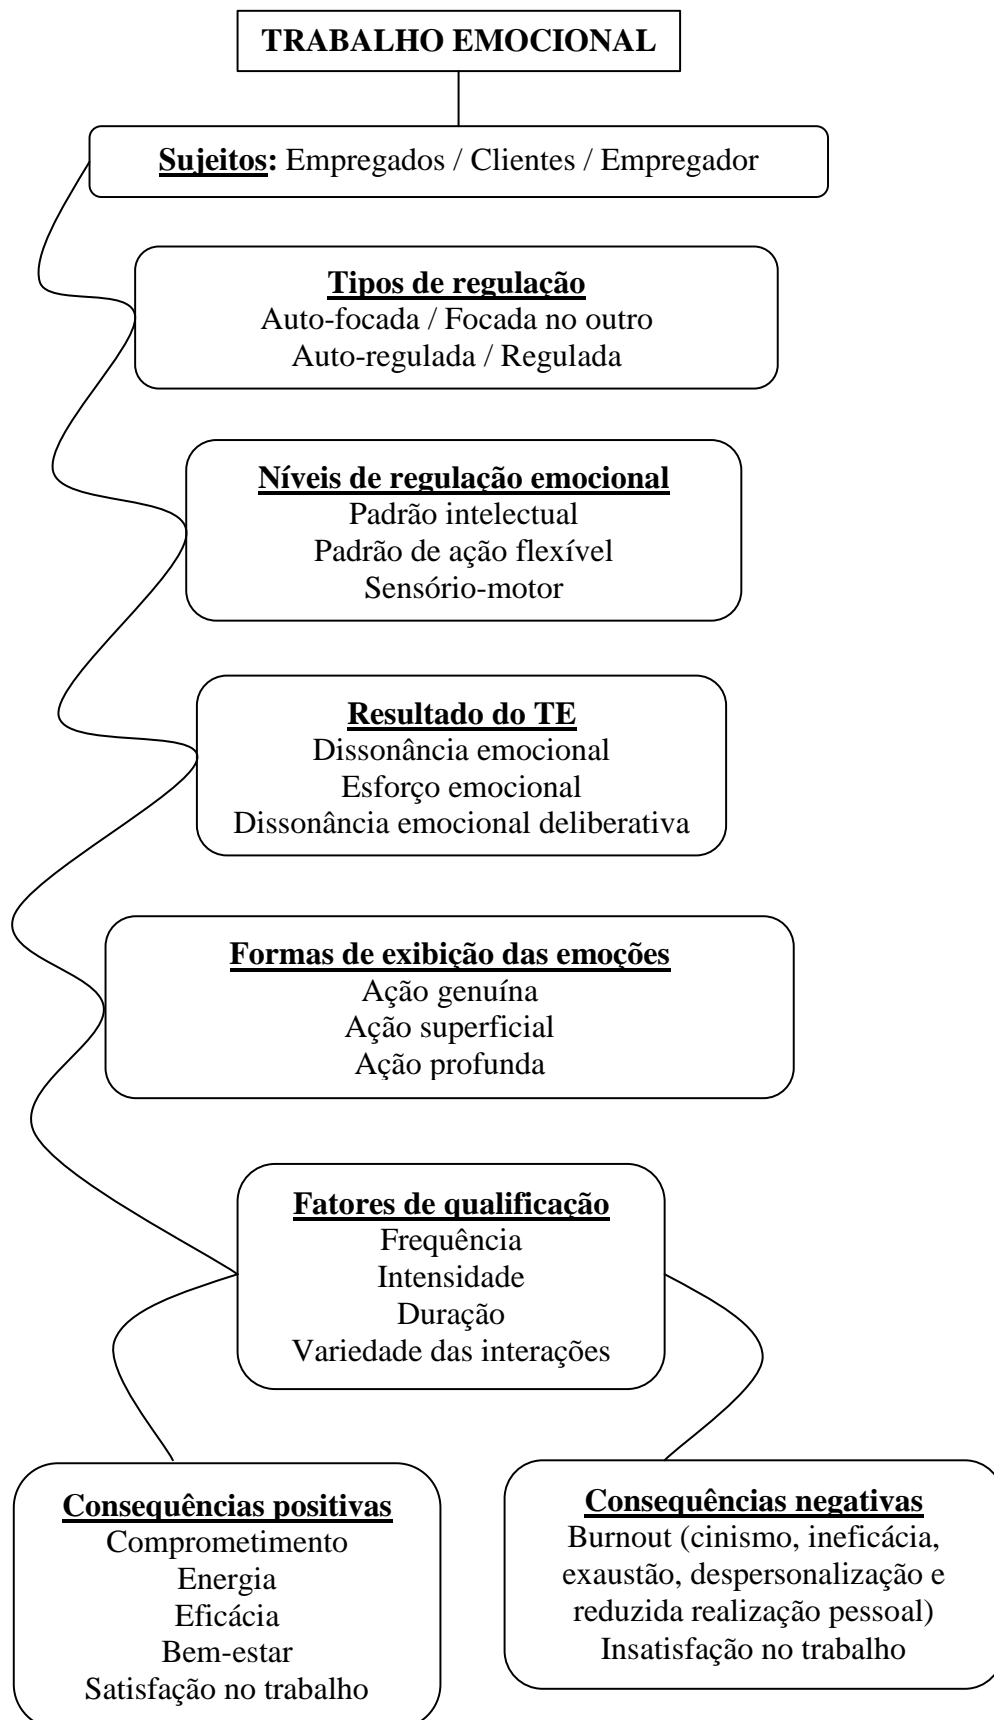 TRABALHO EMOCIONAL
Sujeitos: Empregados / Clientes / Empregador
Tipos de regulação
Auto-focada / Focada no outro
Auto-regulada / Regulada
Níveis de regulação emocional
Padrão intelectual
Padrão de ação flexível
Sensório-motor
Resultado do TE
Dissonância emocional
Esforço emocional
Dissonância emocional deliberativa
Formas de exibição das emoções
Ação genuína
Ação superficial
Ação profunda
Fatores de qualificação
Frequência
Intensidade
Duração
Variedade das interações
Consequências positivas
Comprometimento
Energia
Eficácia
Bem-estar
Satisfação no trabalho
Consequências negativas
Burnout (cinismo, ineficácia,
exaustão, despersonalização e
reduzida realização pessoal)
Insatisfação no trabalho